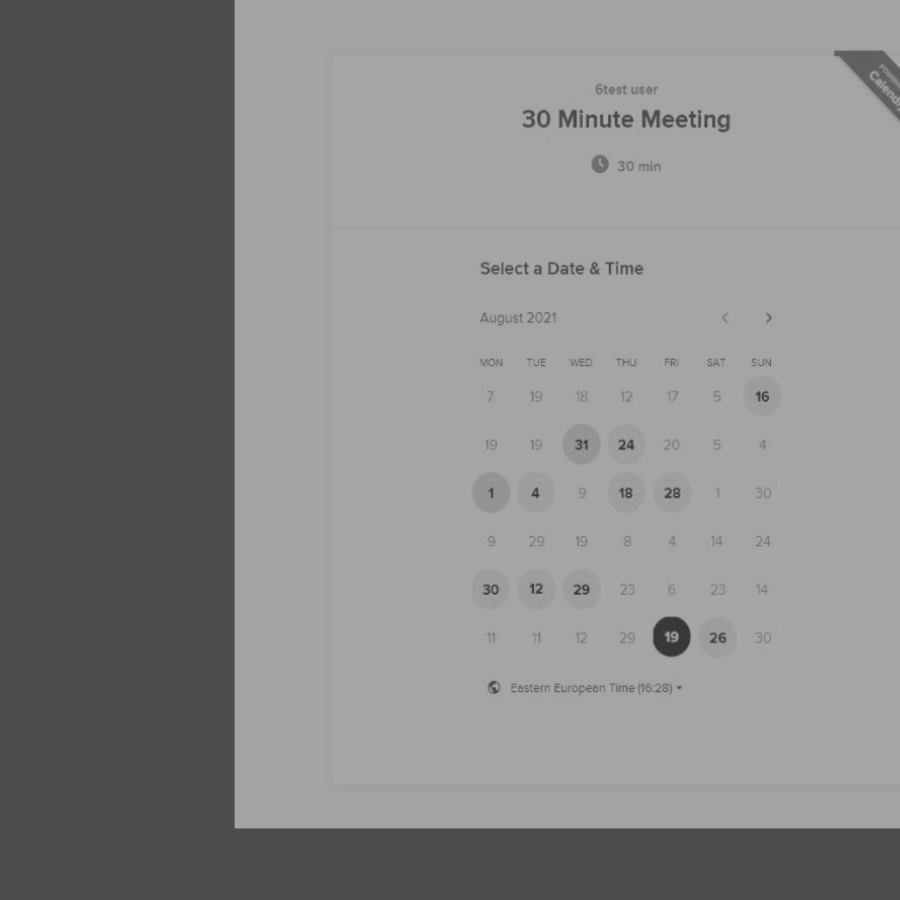 POWERED
Calendly
6test user
30 Minute Meeting
30 min
Select a Date & Time
August 2021
MON TUE WED THU FRI SAT SUN
7 19 18 12 17 5 16
19 19 31 24 20 5 4
1 4 9 18 28 1 30
9 29 19 8 4 14 24
30 12 29 23 6 23 14
11 11 12 29 19 26 30
Eastern European Time (16:28)